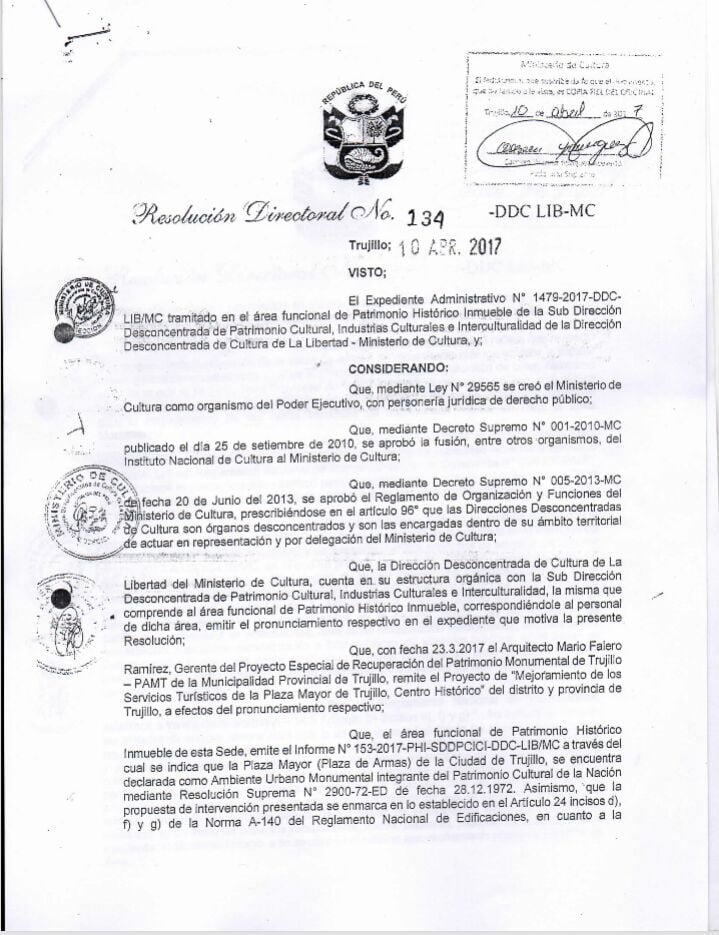 Ministerio de Cultura
que he tenido a la vista, es COPIA FIEL DEL ORIGINAL
Trujillo, 10 de abril de 2017
REPÚBLICA DEL PERÚ
Resolución Directoral No. 134 -DDC LIB-MC
Trujillo; 10 APR. 2017
VISTO;
El Expediente Administrativo N° 1479-2017-DDC-
LIB/MC tramitado en el área funcional de Patrimonio Histórico Inmueble de la Sub Dirección
Desconcentrada de Patrimonio Cultural, Industrias Culturales e Interculturalidad de la Dirección
Desconcentrada de Cultura de La Libertad - Ministerio de Cultura, y;
CONSIDERANDO:
Que, mediante Ley N° 29565 se creó el Ministerio de
Cultura como organismo del Poder Ejecutivo, con personería jurídica de derecho público;
Que, mediante Decreto Supremo N° 001-2010-MC
publicado el día 25 de setiembre de 2010, se aprobó la fusión, entre otros organismos, del
Instituto Nacional de Cultura al Ministerio de Cultura;
Que, mediante Decreto Supremo N° 005-2013-MC
de fecha 20 de Junio del 2013, se aprobó el Reglamento de Organización y Funciones del
Ministerio de Cultura, prescribiéndose en el artículo 96° que las Direcciones Desconcentradas
de Cultura son órganos desconcentrados y son las encargadas dentro de su ámbito territorial
de actuar en representación y por delegación del Ministerio de Cultura;
Que, la Dirección Desconcentrada de Cultura de La
Libertad del Ministerio de Cultura, cuenta en su estructura orgánica con la Sub Dirección
Desconcentrada de Patrimonio Cultural, Industrias Culturales e Interculturalidad, la misma que
comprende al área funcional de Patrimonio Histórico Inmueble, correspondiéndole al personal
de dicha área, emitir el pronunciamiento respectivo en el expediente que motiva la presente
Resolución;
Que, con fecha 23.3.2017 el Arquitecto Mario Falero
Ramírez, Gerente del Proyecto Especial de Recuperación del Patrimonio Monumental de Trujillo
– PAMT de la Municipalidad Provincial de Trujillo, remite el Proyecto de "Mejoramiento de los
Servicios Turísticos de la Plaza Mayor de Trujillo, Centro Histórico" del distrito y provincia de
Trujillo, a efectos del pronunciamiento respectivo;
Que, el área funcional de Patrimonio Histórico
Inmueble de esta Sede, emite el Informe N° 153-2017-PHI-SDDPCICI-DDC-LIB/MC a través del
cual se indica que la Plaza Mayor (Plaza de Armas) de la Ciudad de Trujillo, se encuentra
declarada como Ambiente Urbano Monumental integrante del Patrimonio Cultural de la Nación
mediante Resolución Suprema N° 2900-72-ED de fecha 28.12.1972. Asimismo, que la
propuesta de intervención presentada se enmarca en lo establecido en el Artículo 24 incisos d),
f) y g) de la Norma A-140 del Reglamento Nacional de Edificaciones, en cuanto a la
MINISTERIO DE CULTURA
MINISTERIO DE CUL